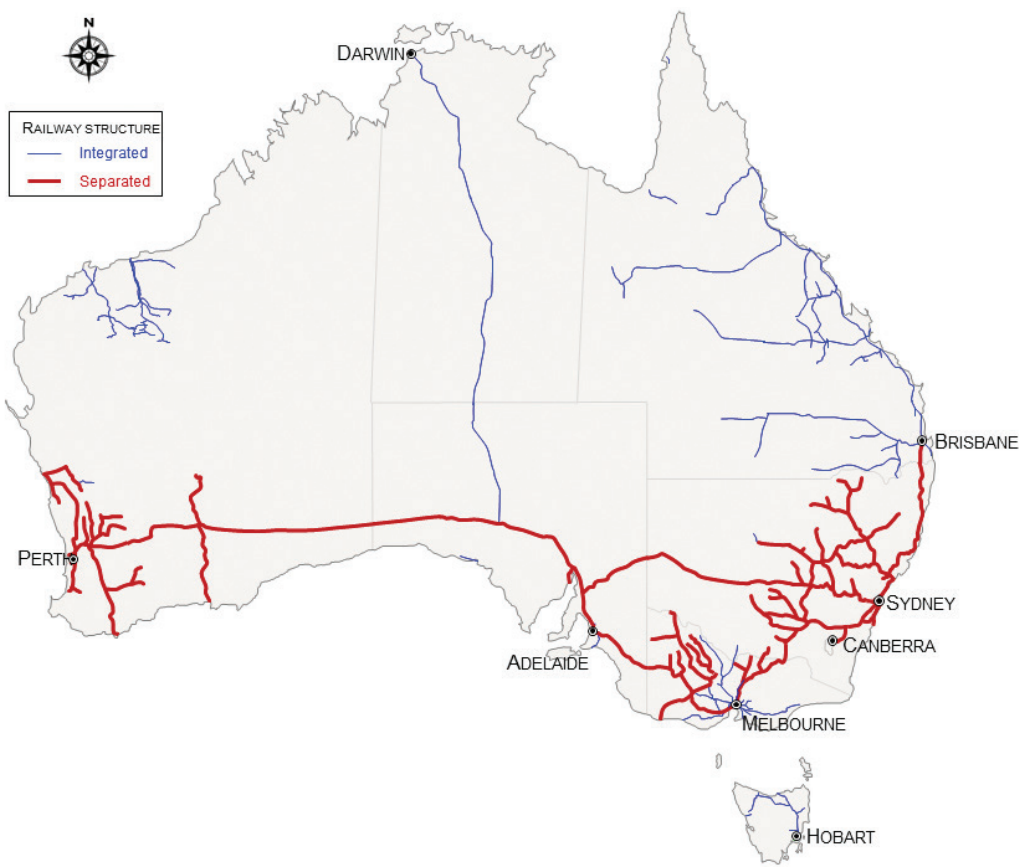 N
DARWIN
RAILWAY STRUCTURE
Integrated
Separated
BRISBANE
PERTH
SYDNEY
CANBERRA
ADELAIDE
MELBOURNE
HOBART